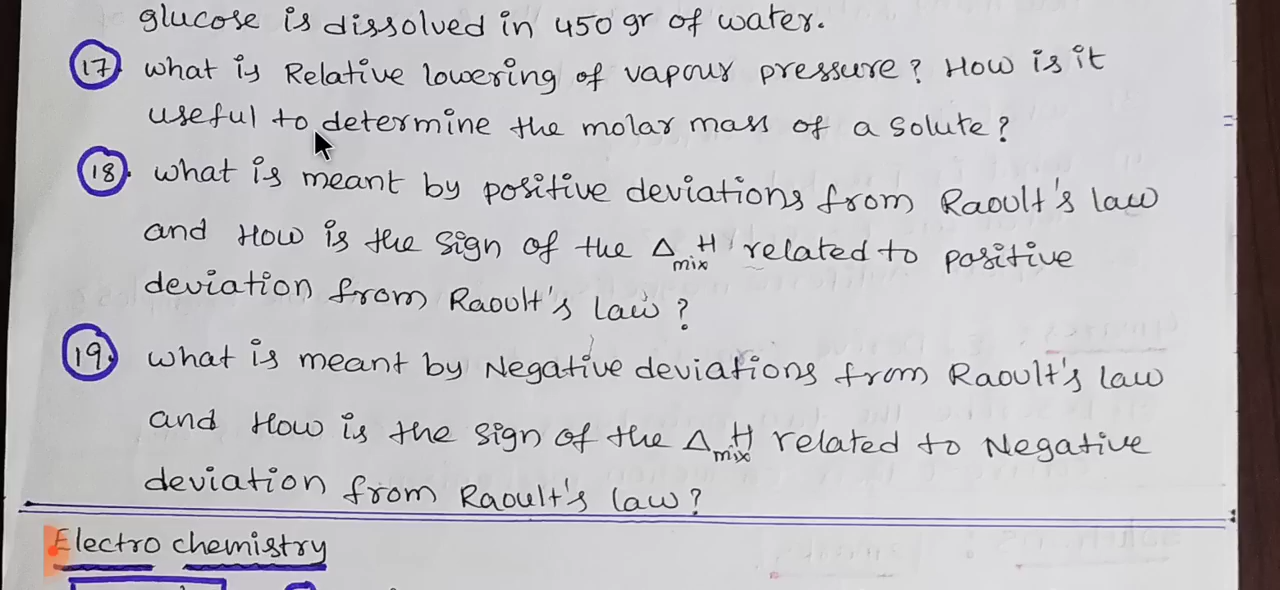 glucose is dissolved in 450 gr of water.
17. what is Relative lowering of vapour pressure? How is it
useful to determine the molar mass of a solute?
18. what is meant by positive deviations from Raoult's law
and How is the sign of the Δmix H related to positive
deviation from Raoult's law?
19. what is meant by Negative deviations from Raoult's law
and How is the sign of the Δmix H related to Negative
deviation from Raoult's law?
Electro chemistry